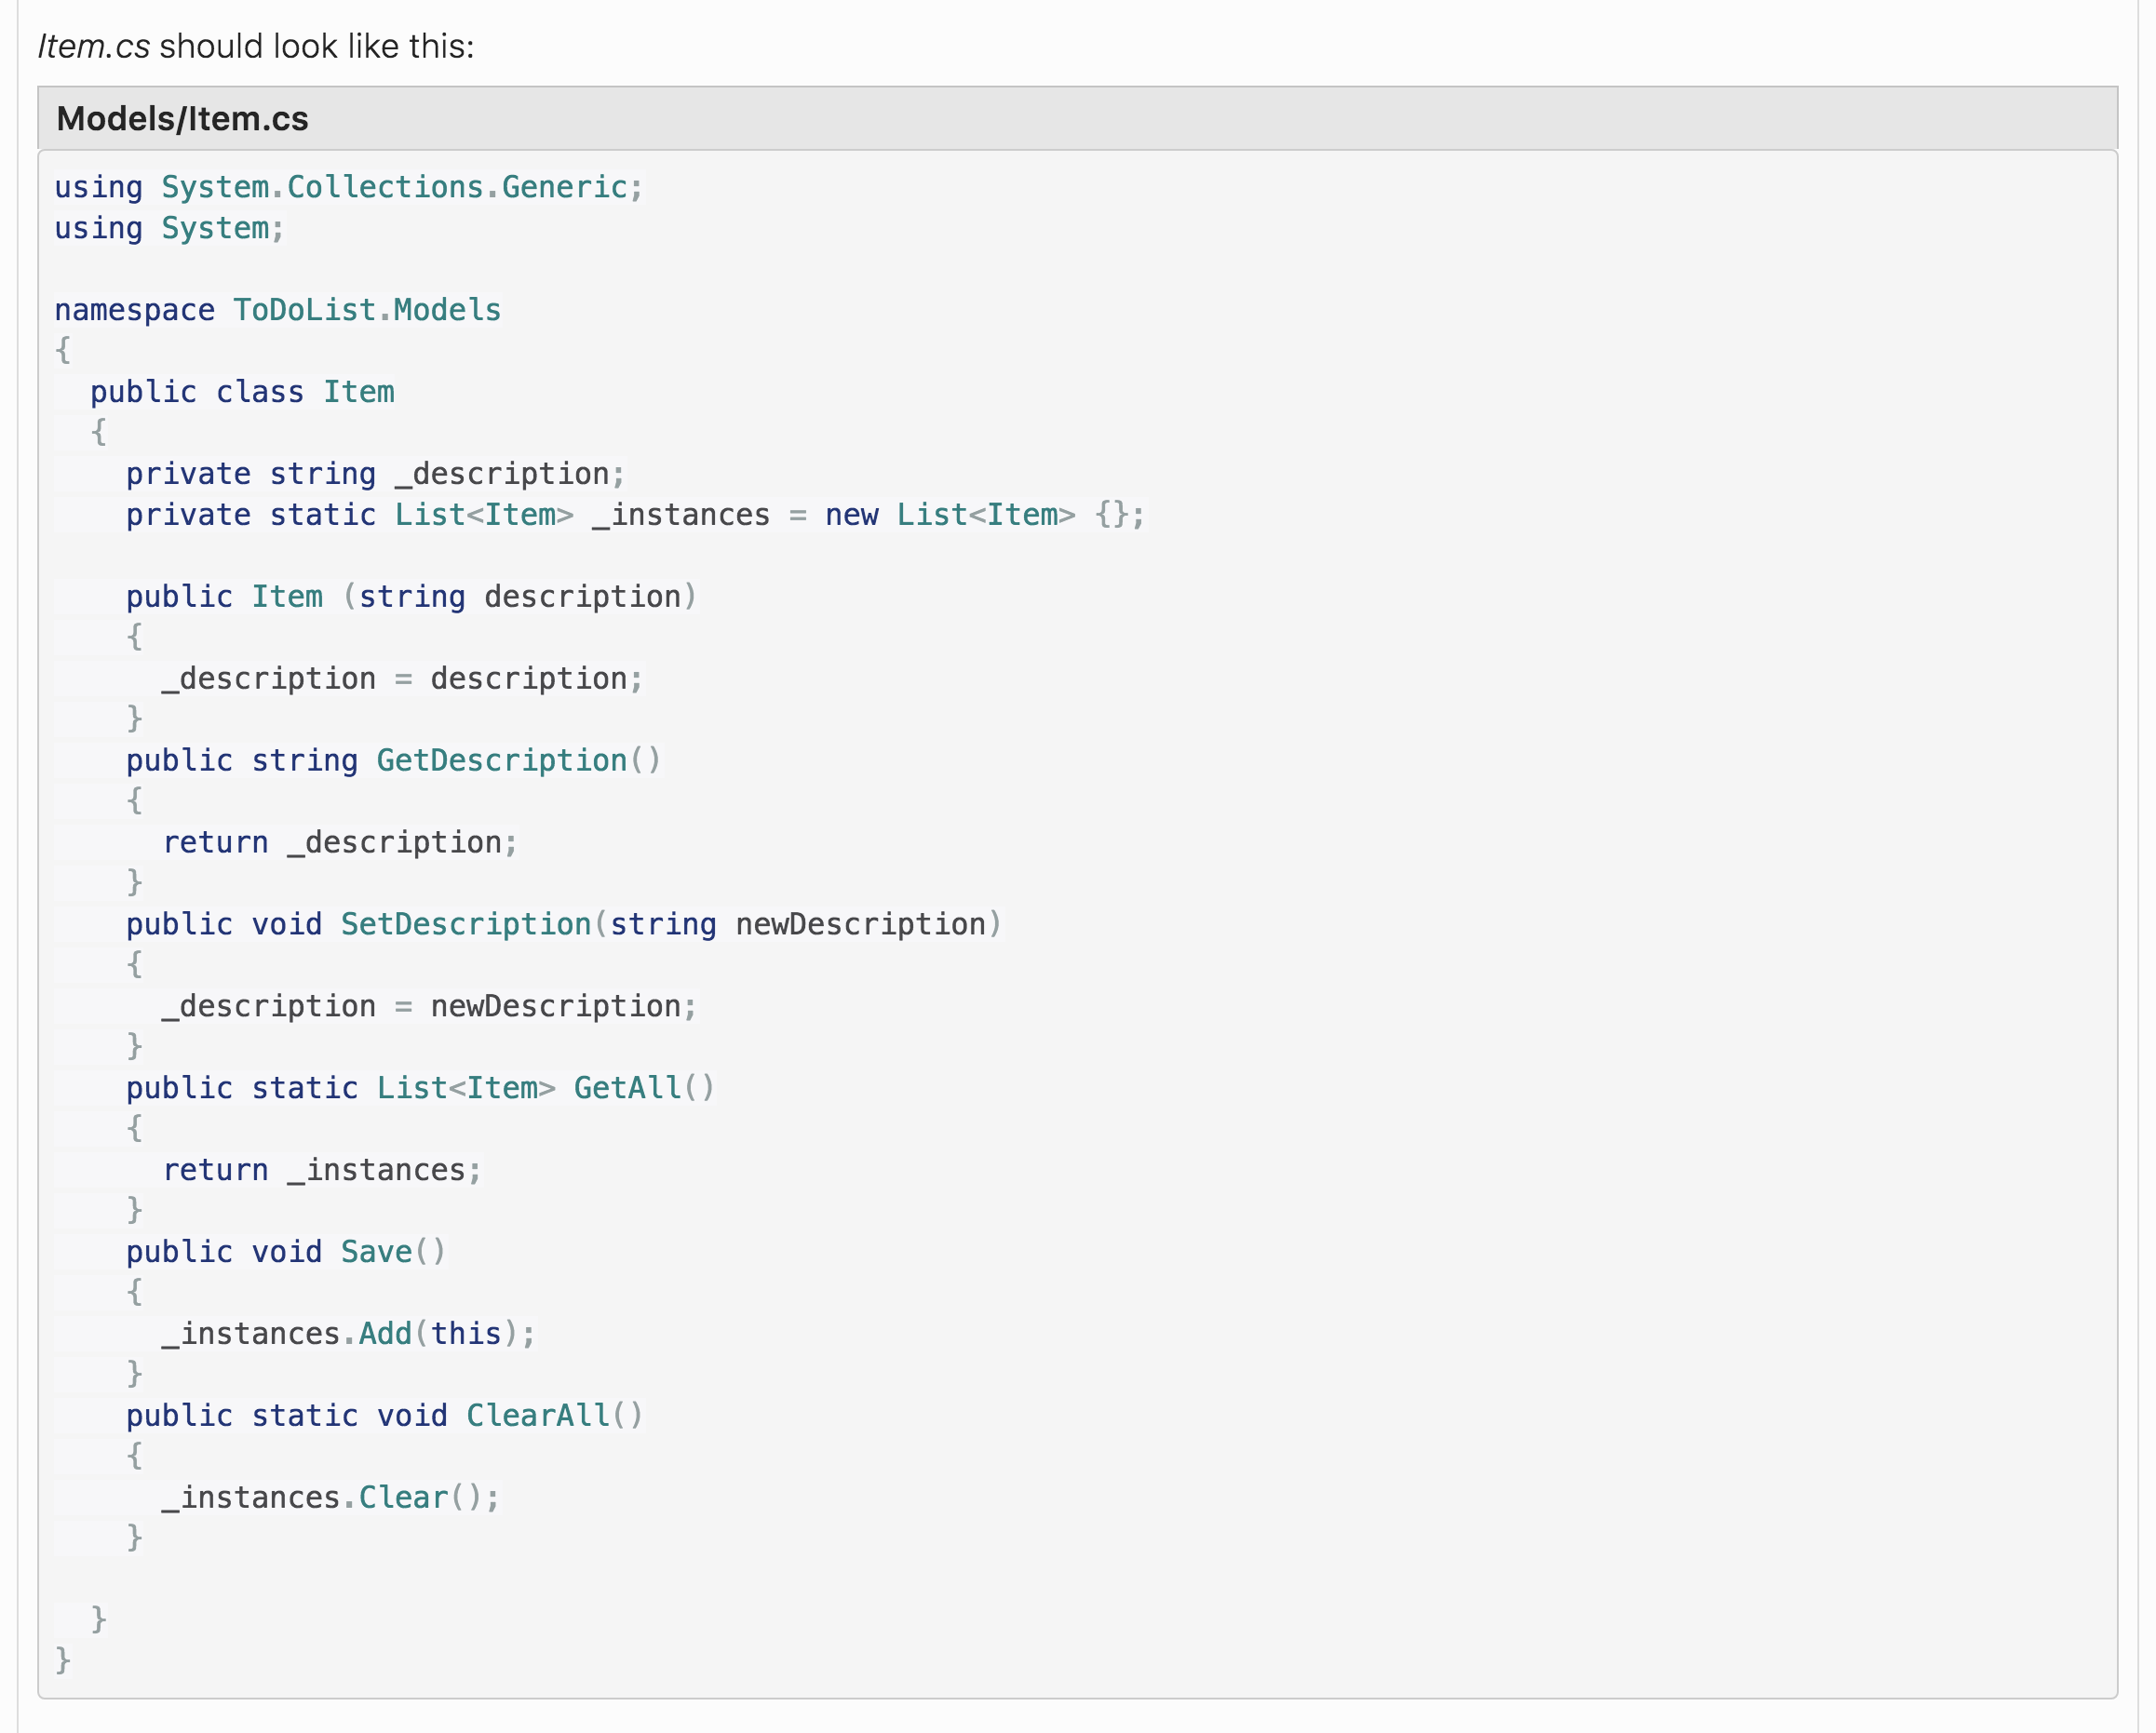 Item.cs should look like this:
Models/Item.cs
using System.Collections.Generic;
using System;

namespace ToDoList.Models
{
  public class Item
  {
    private string _description;
    private static List<Item> _instances = new List<Item> {};

    public Item (string description)
    {
      _description = description;
    }
    public string GetDescription()
    {
      return _description;
    }
    public void SetDescription(string newDescription)
    {
      _description = newDescription;
    }
    public static List<Item> GetAll()
    {
      return _instances;
    }
    public void Save()
    {
      _instances.Add(this);
    }
    public static void ClearAll()
    {
      _instances.Clear();
    }

  }
}